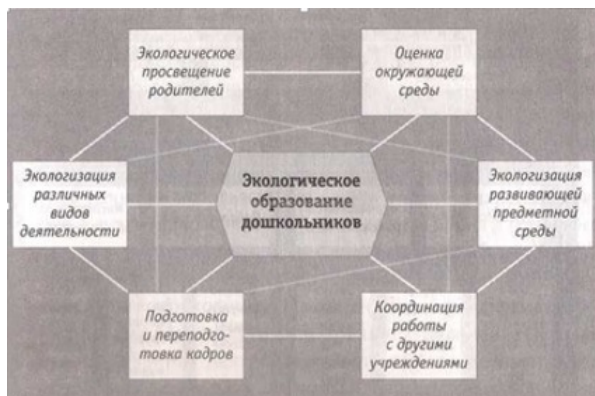 Экологическое
просвещение
родителей
Оценка
окружающей
среды
Экологизация
различных
видов
деятельности
Экологическое
образование
дошкольников
Экологизация
развивающей
предметной
среды
Подготовка
и переподго-
товка кадров
Координация
работы
с другими
учреждениями